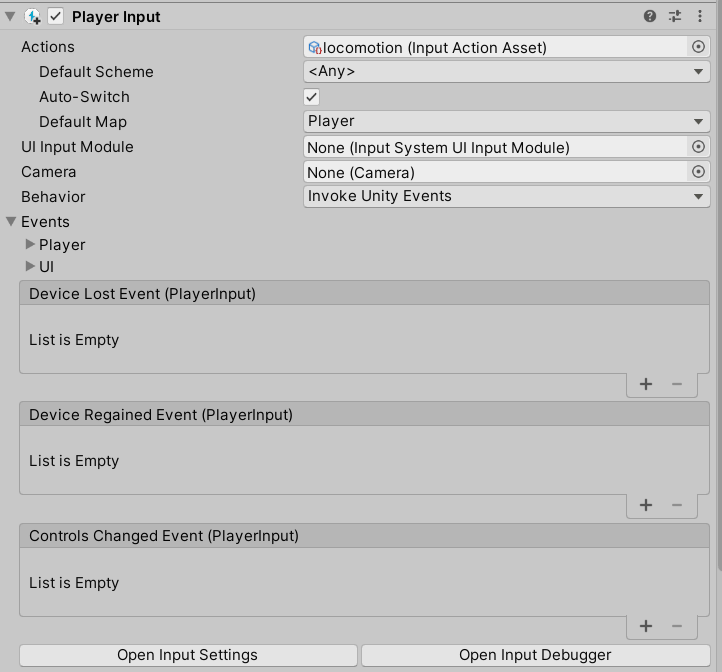 Player Input
Actions locomotion (Input Action Asset)
Default Scheme <Any>
Auto-Switch
Default Map Player
UI Input Module None (Input System UI Input Module)
Camera None (Camera)
Behavior Invoke Unity Events
Events
Player
UI
Device Lost Event (PlayerInput)
List is Empty
+ −
Device Regained Event (PlayerInput)
List is Empty
+ −
Controls Changed Event (PlayerInput)
List is Empty
+ −
Open Input Settings Open Input Debugger